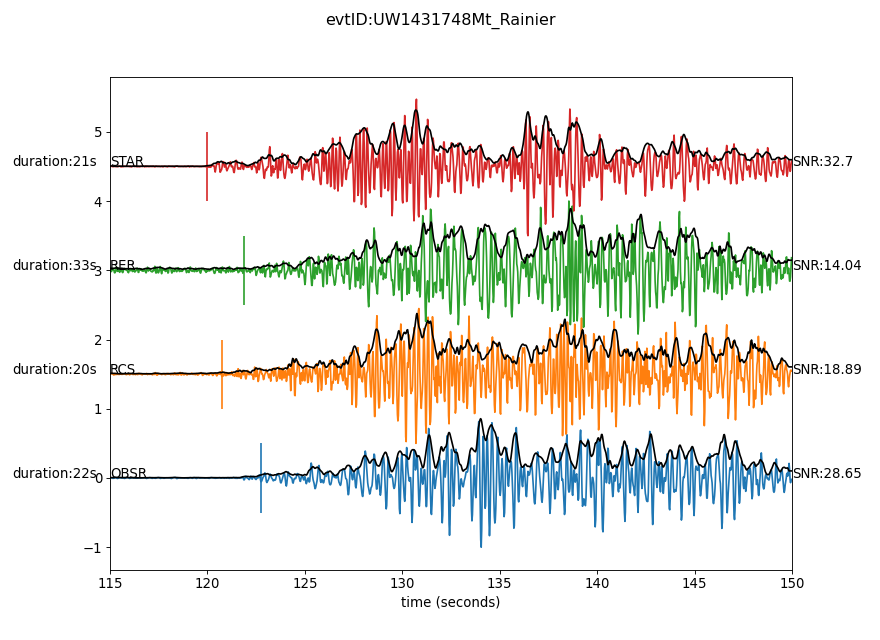 evtID:UW1431748Mt_Rainier
5
duration:21s STAR SNR:32.7
4
duration:33s 3 RER SNR:14.04
2
duration:20s RCS SNR:18.89
1
duration:22s 0 OBSR SNR:28.65
−1
115 120 125 130 135 140 145 150
time (seconds)